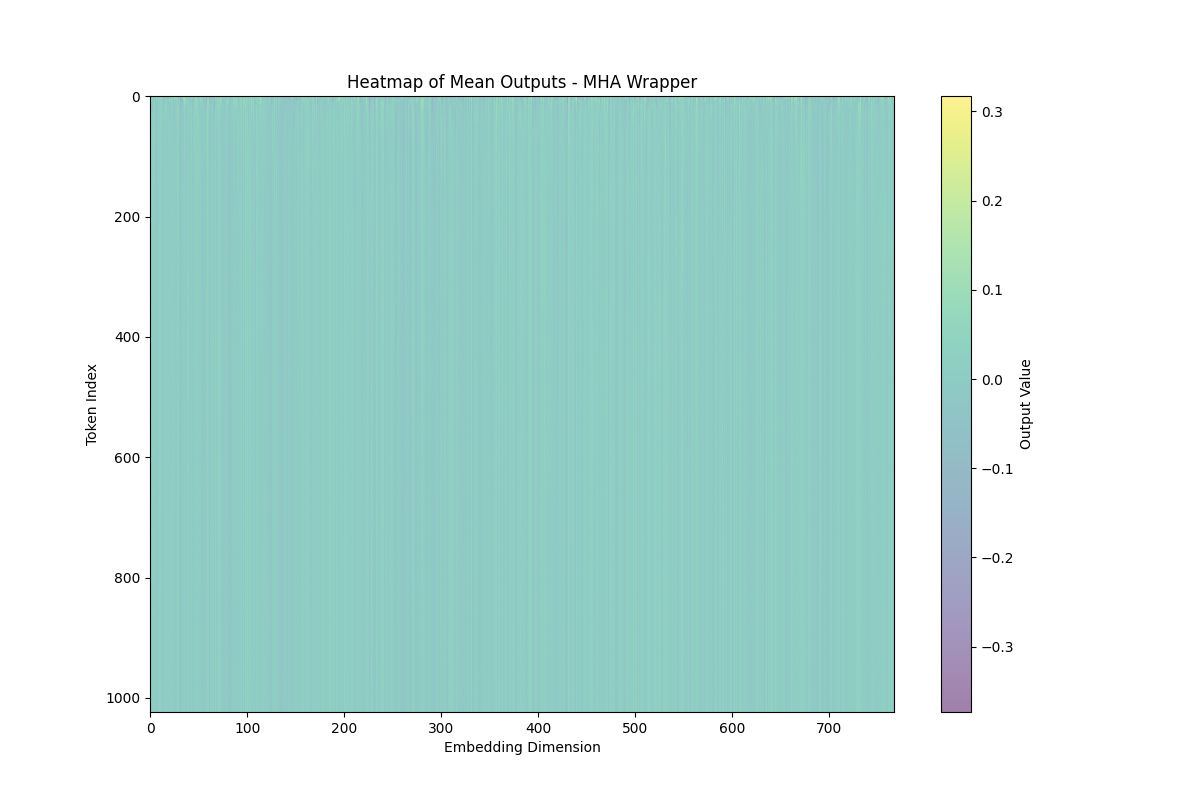 Heatmap of Mean Outputs - MHA Wrapper
0
200
400
600
800
1000
Token Index
0 100 200 300 400 500 600 700
Embedding Dimension
0.3
0.2
0.1
0.0
−0.1
−0.2
−0.3
Output Value